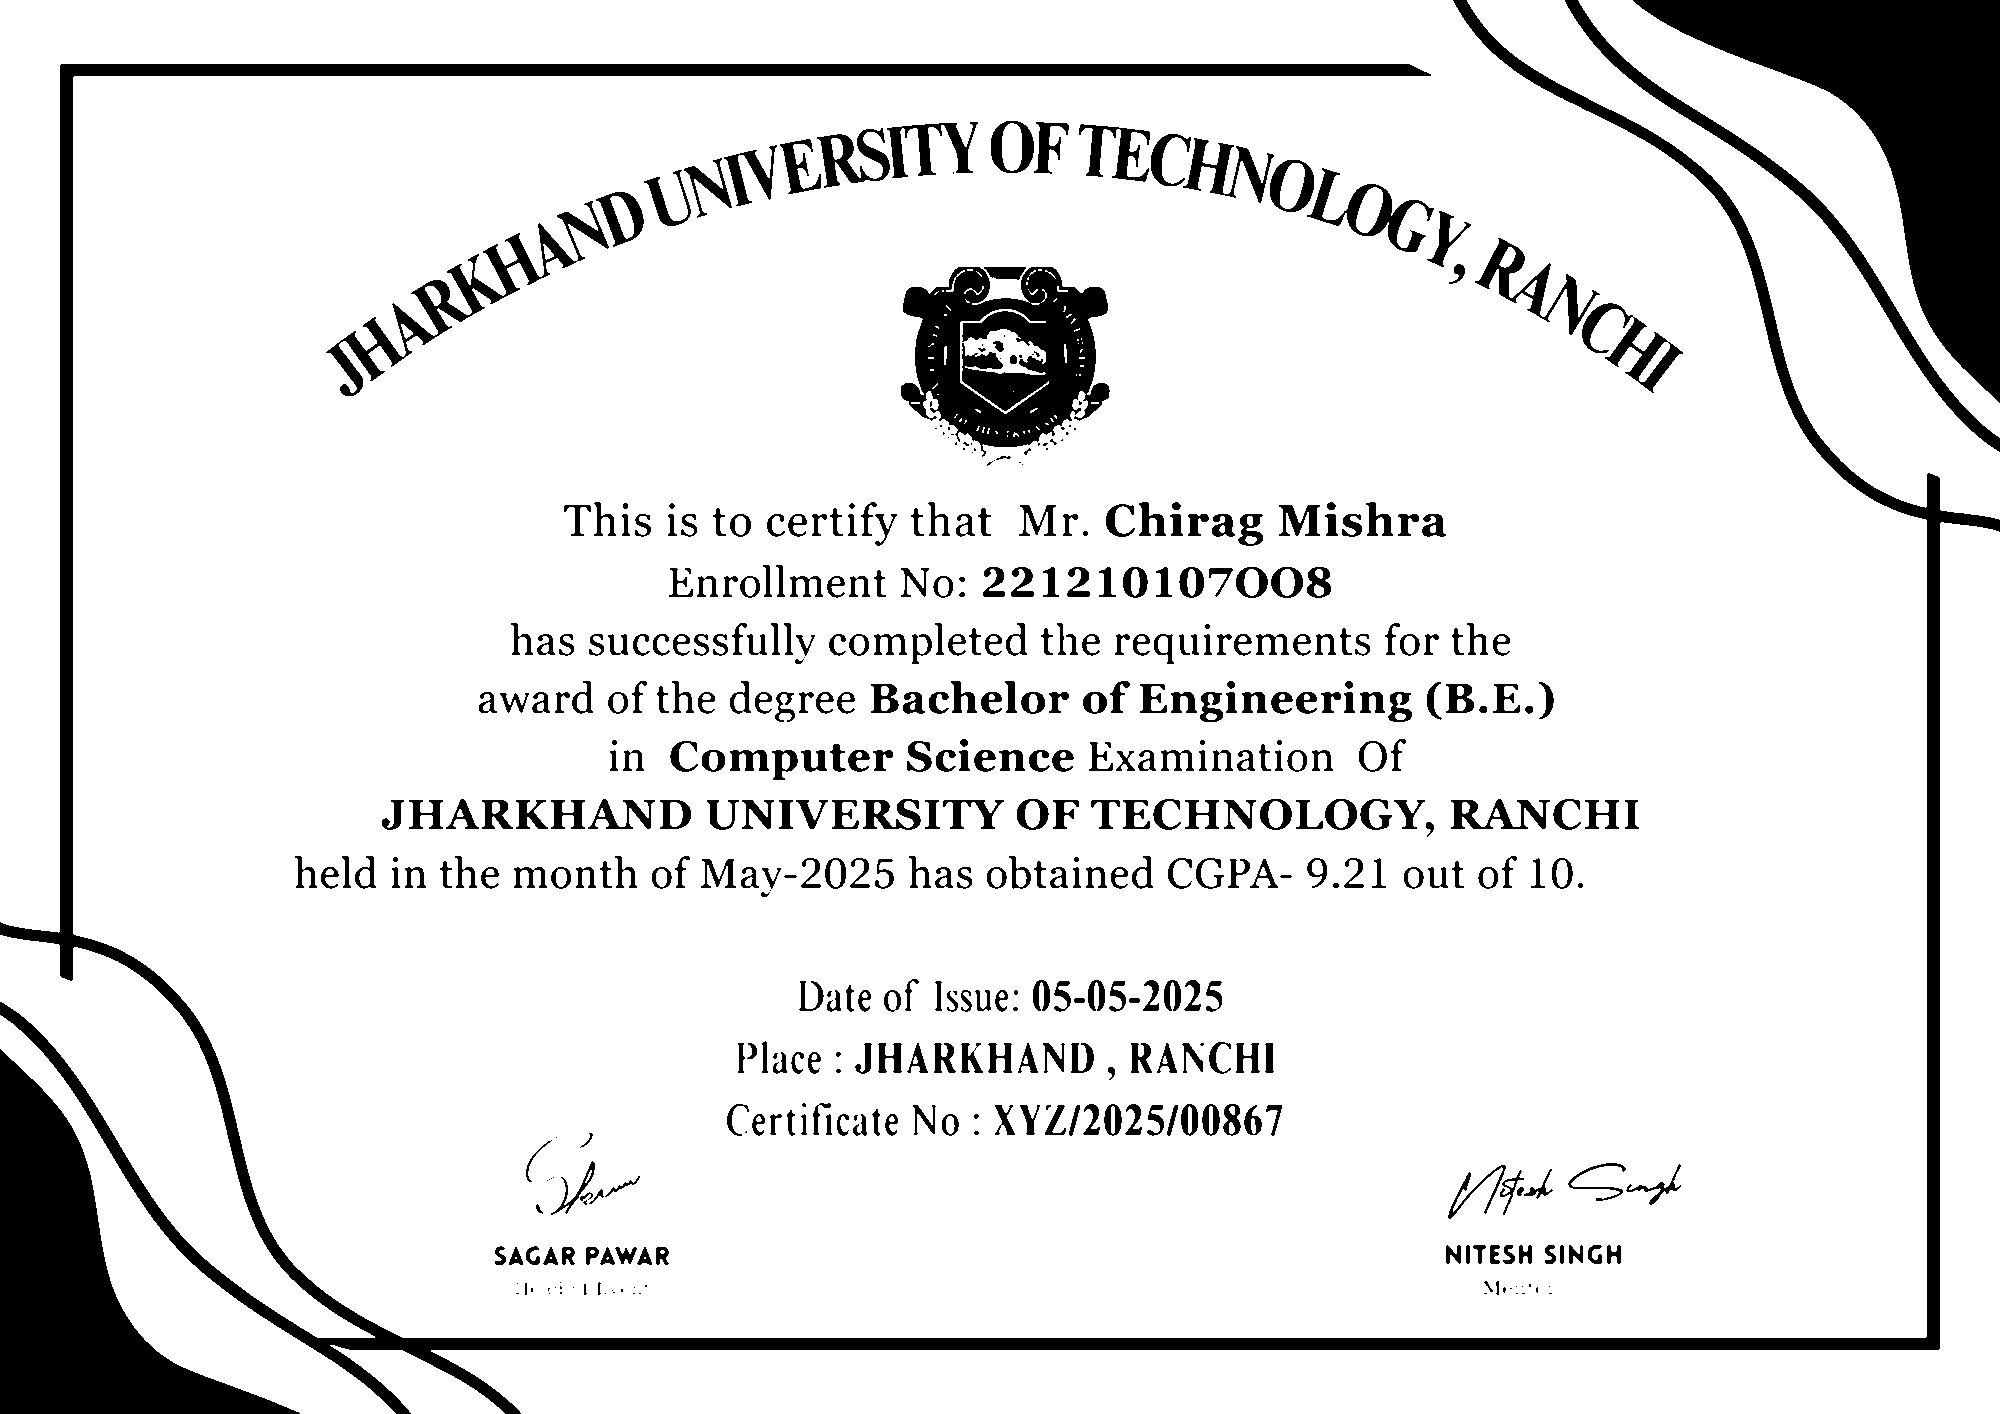 JHARKHAND UNIVERSITY OF TECHNOLOGY, RANCHI
This is to certify that Mr. Chirag Mishra
Enrollment No: 221210107OO8
has successfully completed the requirements for the
award of the degree Bachelor of Engineering (B.E.)
in Computer Science Examination Of
JHARKHAND UNIVERSITY OF TECHNOLOGY, RANCHI
held in the month of May-2025 has obtained CGPA- 9.21 out of 10.
Date of Issue: 05-05-2025
Place : JHARKHAND , RANCHI
Certificate No : XYZ/2025/00867
Nitesh Singh
SAGAR PAWAR
NITESH SINGH